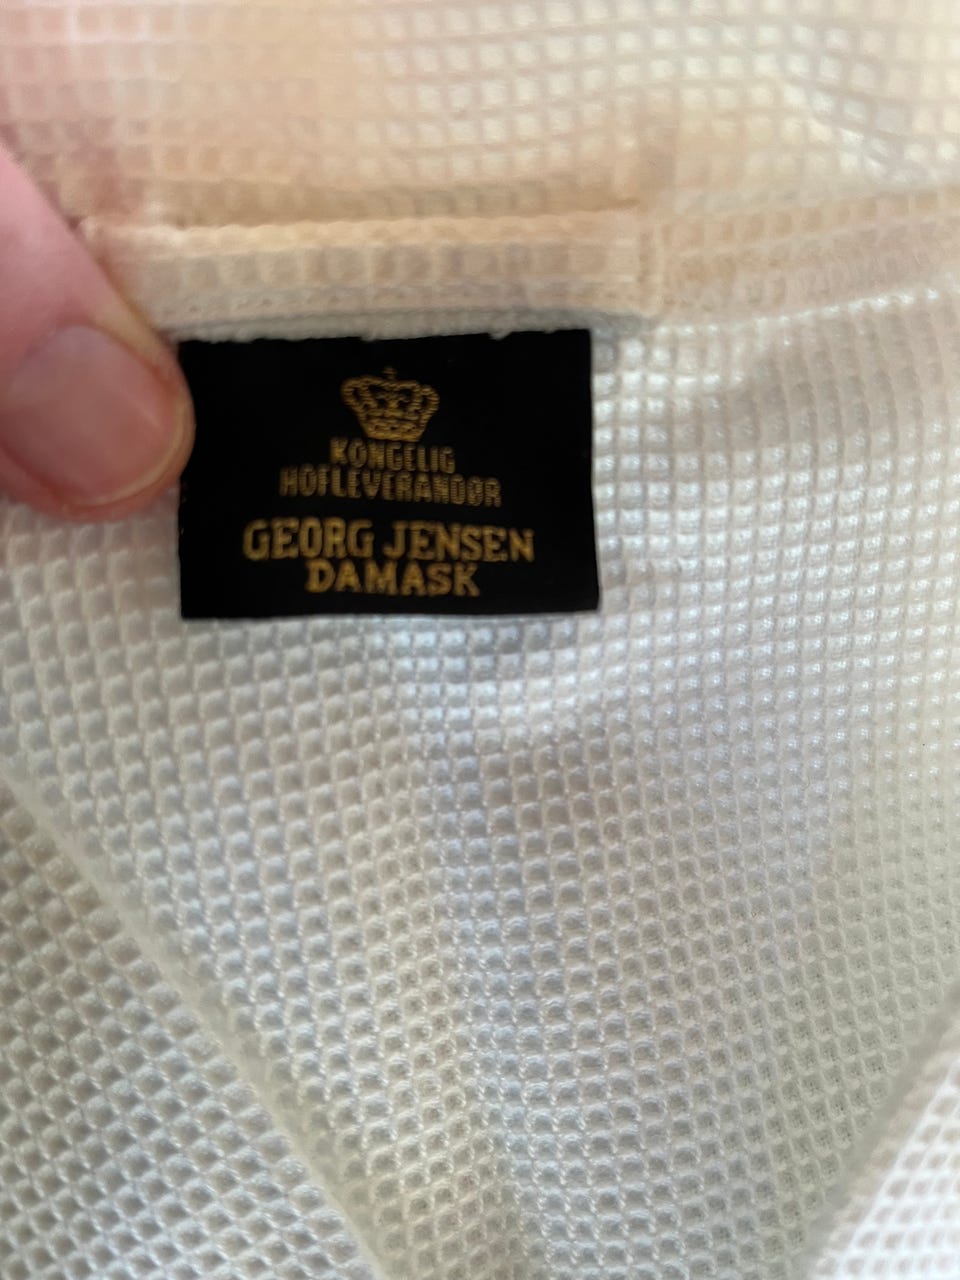 KONGELIG
HOFLEVERANDØR
GEORG JENSEN
DAMASK